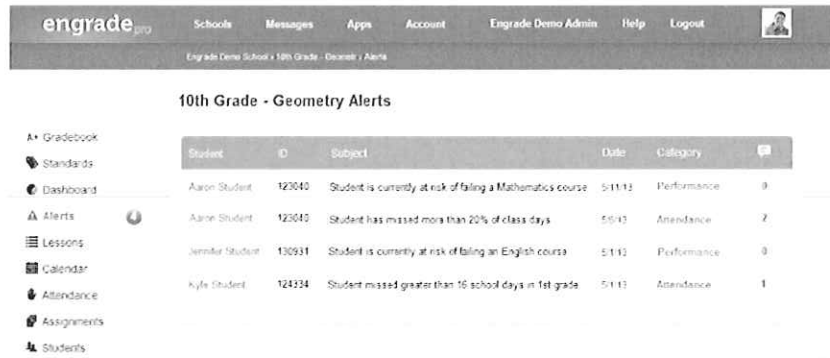 engrade pro Schools Messages Apps Account Engrade Demo Admin Help Logout
Engrade Demo School › 10th Grade - Geometry › Alerts
10th Grade - Geometry Alerts
A+ Gradebook
Standards
Dashboard
Alerts 4
Lessons
Calendar
Attendance
Assignments
Students
Student ID Subject Date Category
Aaron Student 123040 Student is currently at risk of failing a Mathematics course 5/11/13 Performance 0
Aaron Student 123040 Student has missed more than 20% of class days Attendance 2
Jennifer Student 130931 Student is currently at risk of failing an English course 5/1/13 Performance 0
Kyle Student 124334 Student missed greater than 16 school days in 1st grade 5/1/13 Attendance 1